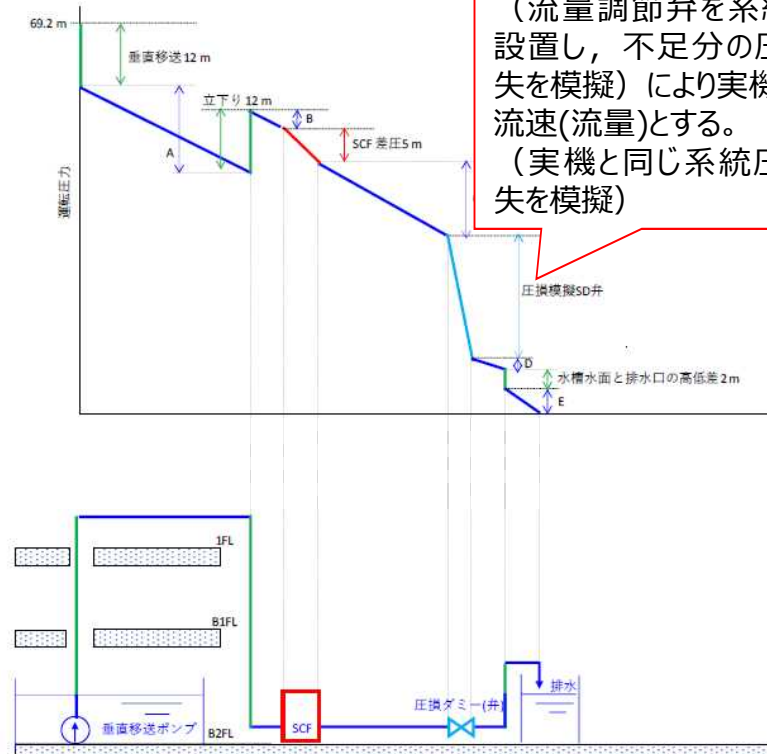 （流量調節弁を系統
設置し，不足分の圧
失を模擬）により実機
流速(流量)とする。
（実機と同じ系統圧
失を模擬）
69.2 m
垂直移送12 m
立下り 12 m
B
SCF 差圧5 m
A
運転圧力
圧損模擬SD弁
D
水槽水面と排水口の高低差2m
E
1FL
B1FL
垂直移送ポンプ
B2FL
SCF
圧損ダミー(弁)
排水